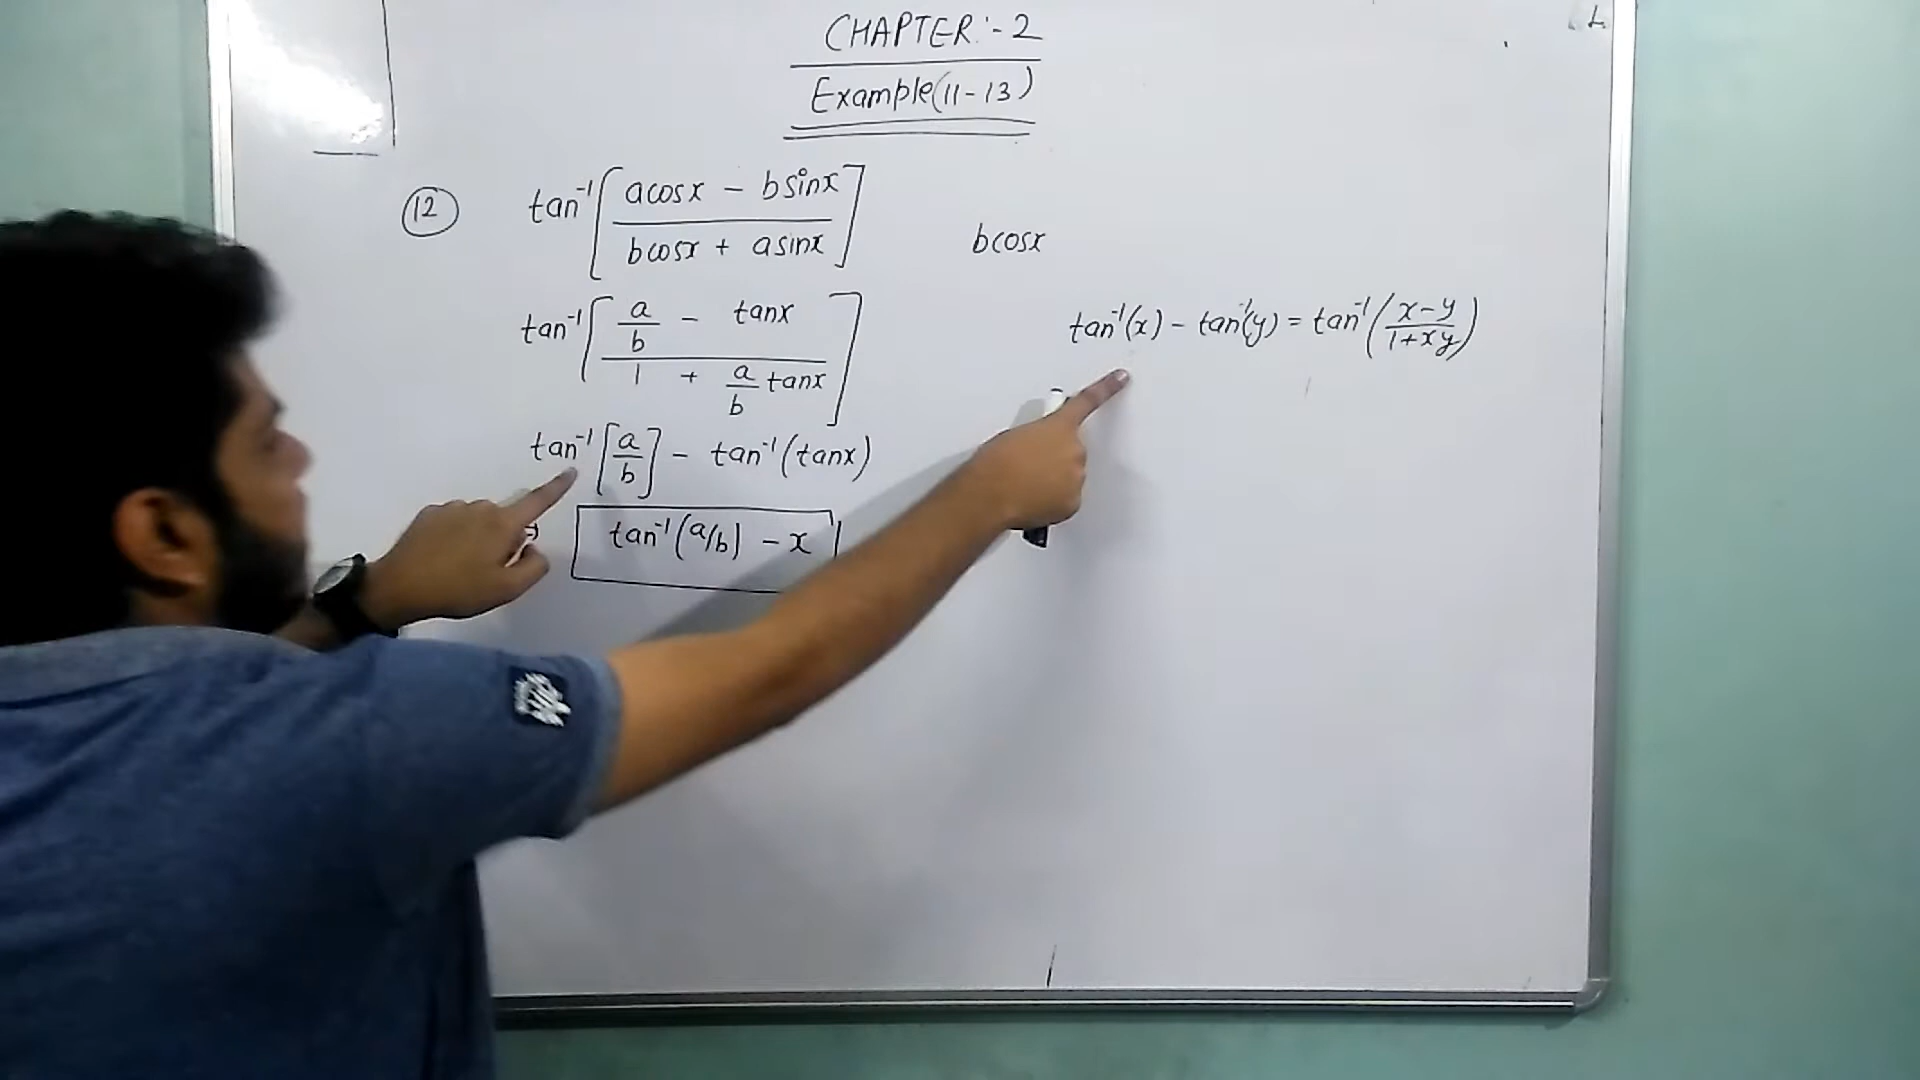 CHAPTER:-2
Example(11-13)
12 tan⁻¹[(acosx - bsinx)/(bcosx + asinx)]
bcosx
tan⁻¹[(a/b - tanx)/(1 + a/b tanx)]
tan⁻¹(x) - tan⁻¹(y) = tan⁻¹((x-y)/(1+xy))
tan⁻¹[a/b] - tan⁻¹(tanx)
tan⁻¹(a/b) - x